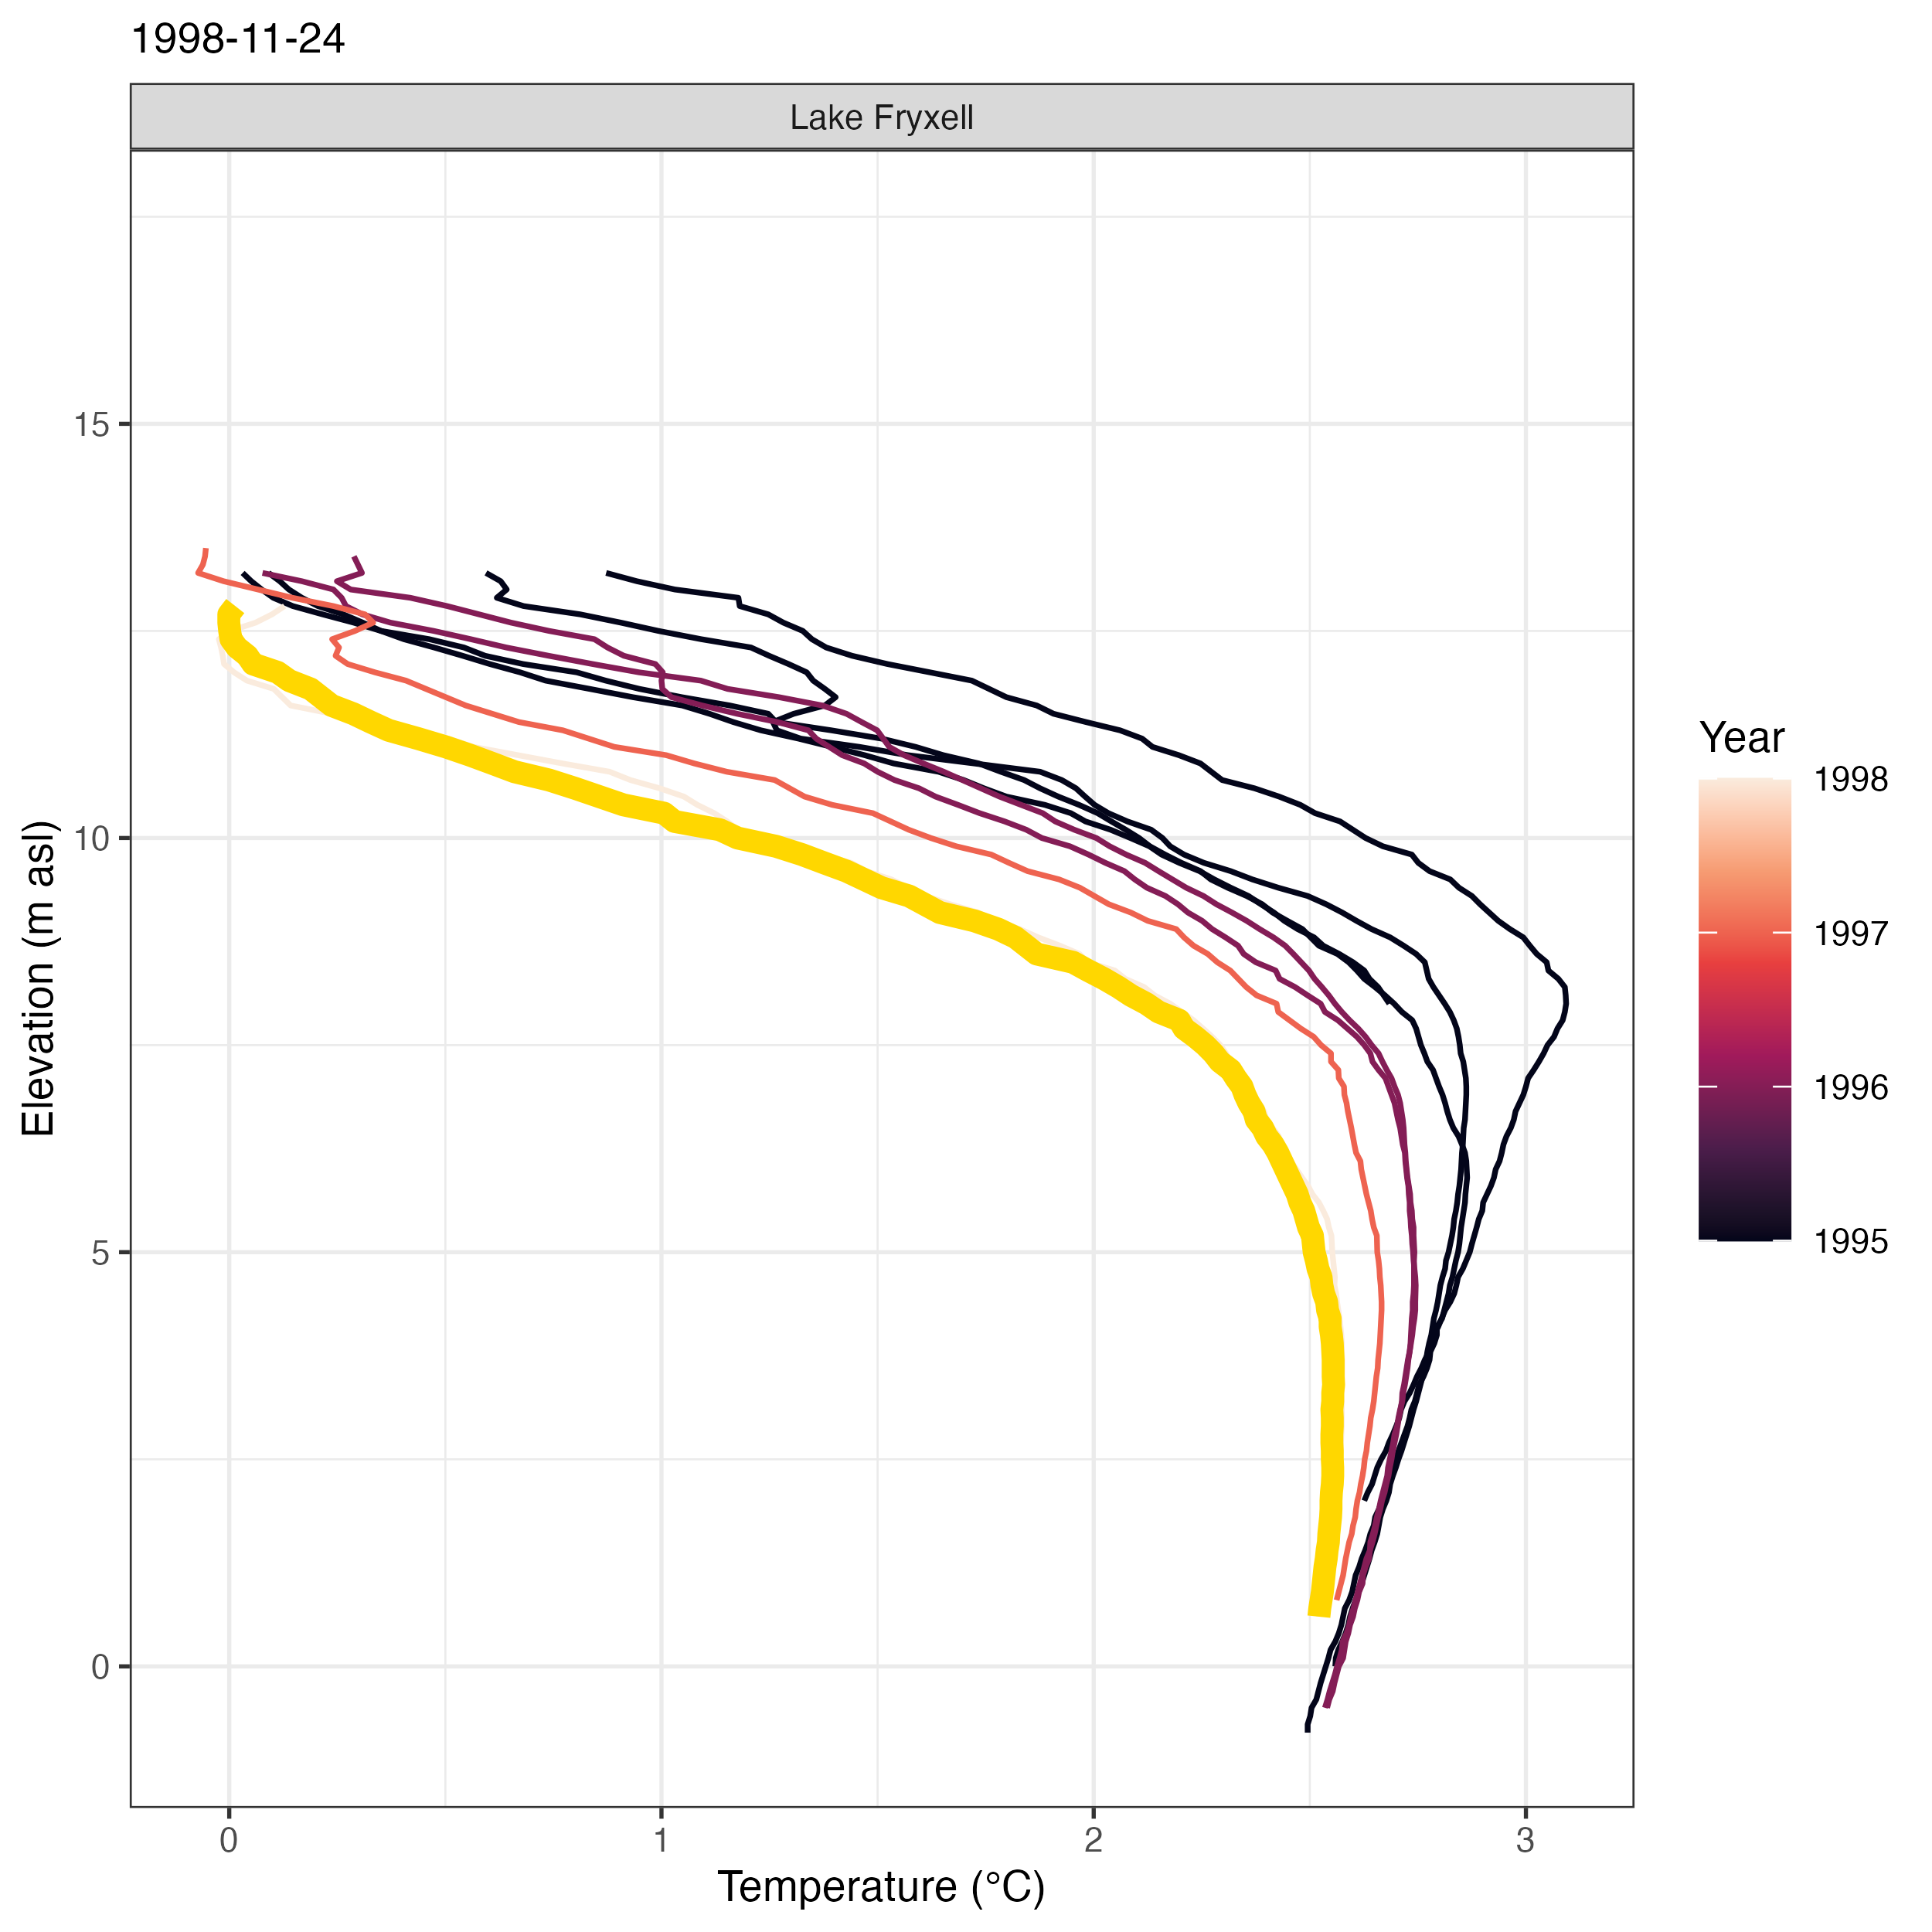 1998-11-24
Lake Fryxell
15
10
5
0
Elevation (m asl)
0 1 2 3
Temperature (°C)
Year
1998
1997
1996
1995